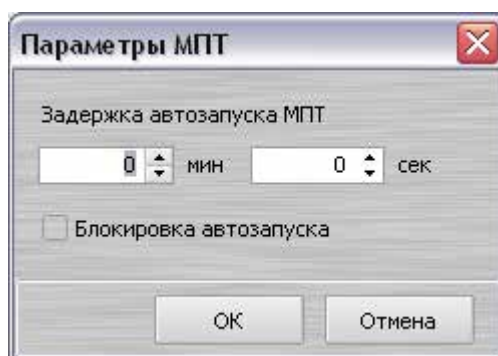 Параметры МПТ
Задержка автозапуска МПТ
0 мин 0 сек
Блокировка автозапуска
ОК Отмена